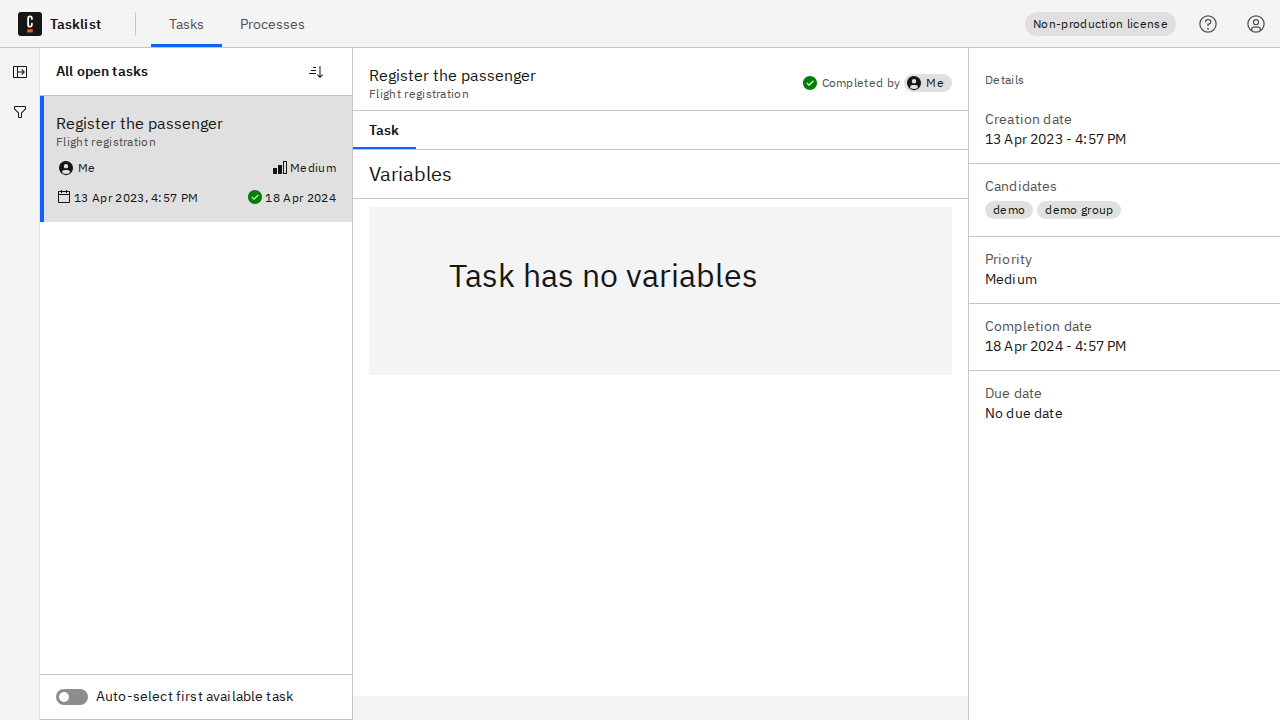 Tasklist
Tasks
Processes
Non-production license
All open tasks
Register the passenger
Flight registration
Me
Medium
13 Apr 2023, 4:57 PM
18 Apr 2024
Auto-select first available task
Register the passenger
Flight registration
Completed by
Me
Task
Variables
Task has no variables
Details
Creation date
13 Apr 2023 - 4:57 PM
Candidates
demo
demo group
Priority
Medium
Completion date
18 Apr 2024 - 4:57 PM
Due date
No due date